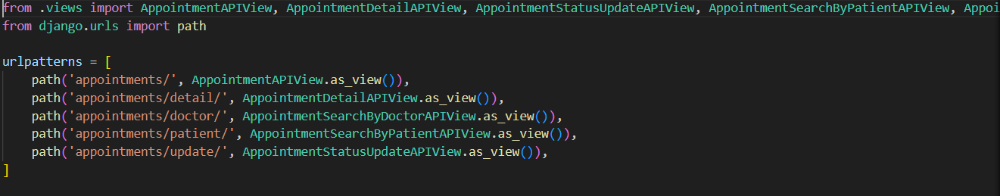 from .views import AppointmentAPIView, AppointmentDetailAPIView, AppointmentStatusUpdateAPIView, AppointmentSearchByPatientAPIView, Appo
from django.urls import path
urlpatterns = [
    path('appointments/', AppointmentAPIView.as_view()),
    path('appointments/detail/', AppointmentDetailAPIView.as_view()),
    path('appointments/doctor/', AppointmentSearchByDoctorAPIView.as_view()),
    path('appointments/patient/', AppointmentSearchByPatientAPIView.as_view()),
    path('appointments/update/', AppointmentStatusUpdateAPIView.as_view()),
]